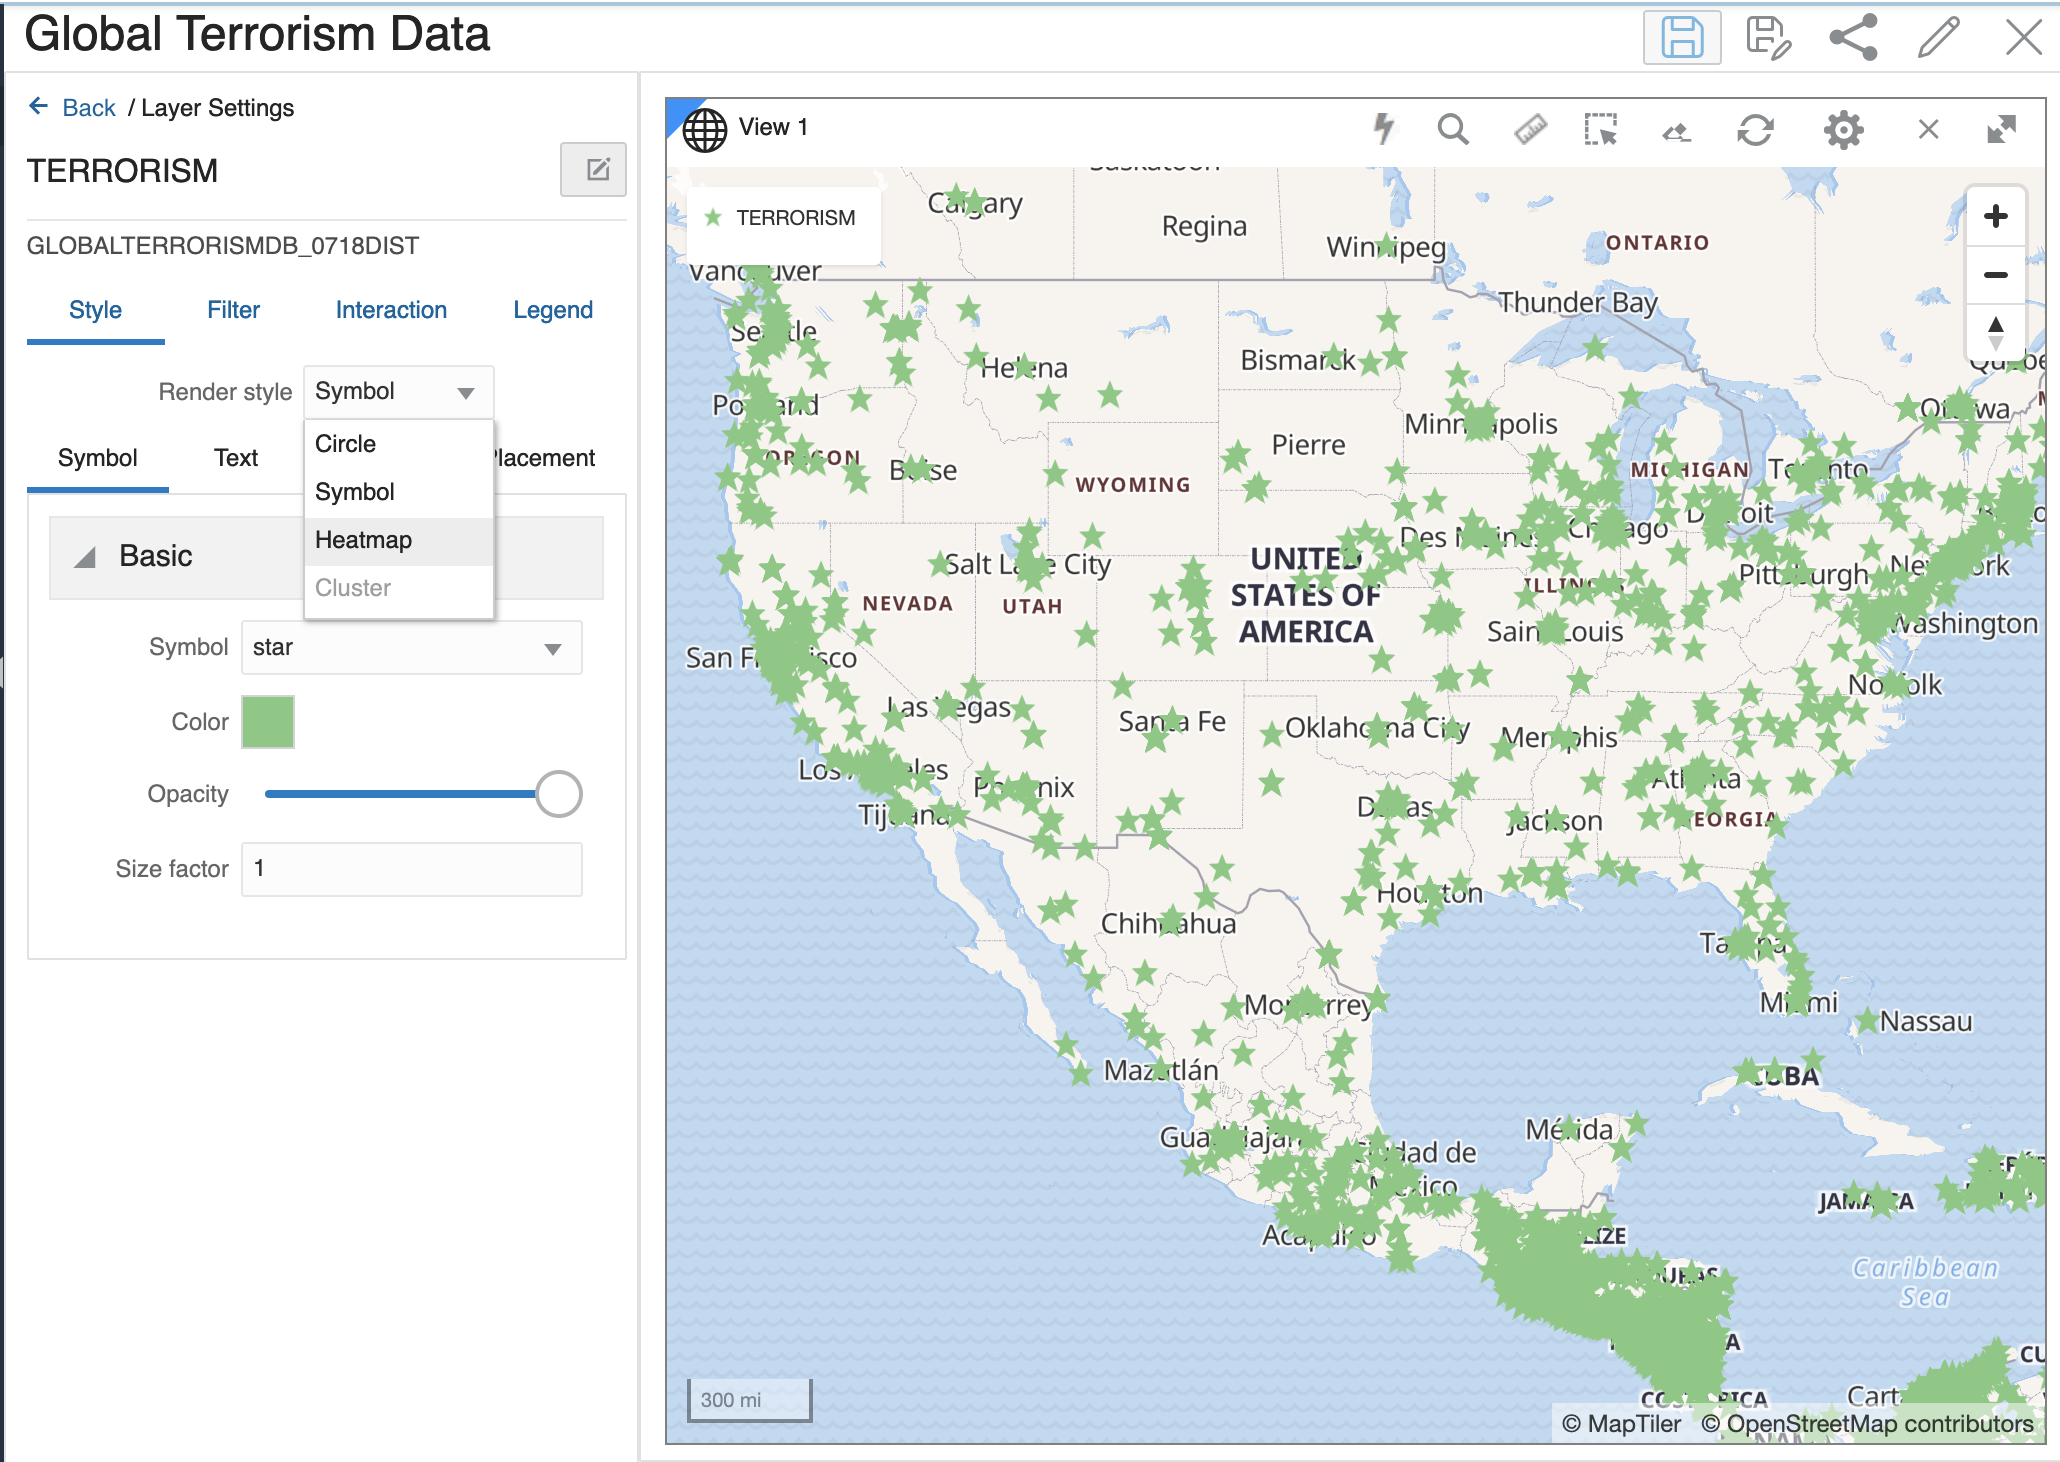 Global Terrorism Data
Back / Layer Settings
TERRORISM
GLOBALTERRORISMDB_0718DIST
Style Filter Interaction Legend
Render style Symbol
Circle
Symbol
Heatmap
Cluster
Symbol Text Placement
Basic
Symbol star
Color
Opacity
Size factor 1
View 1
TERRORISM
Saskatoon
Calgary
Regina
Winnipeg
ONTARIO
Vancouver
Thunder Bay
Seattle
Helena
Bismarck
Portland
Ottawa
Minneapolis
Pierre
OREGON
Boise
WYOMING
MICHIGAN
Toronto
Detroit
Chicago
Des Moines
Salt Lake City
UNITED
STATES OF
AMERICA
Pittsburgh
New York
ILLINOIS
NEVADA
UTAH
Washington
Saint Louis
San Francisco
Norfolk
Las Vegas
Santa Fe
Oklahoma City
Memphis
Los Angeles
Phoenix
Atlanta
Tijuana
Dallas
Jackson
GEORGIA
Houston
Chihuahua
Tampa
Monterrey
Miami
Nassau
Mazatlán
CUBA
Guadalajara
Mérida
Ciudad de
México
JAMAICA
Acapulco
Caribbean
Sea
COSTA RICA
300 mi
© MapTiler © OpenStreetMap contributors